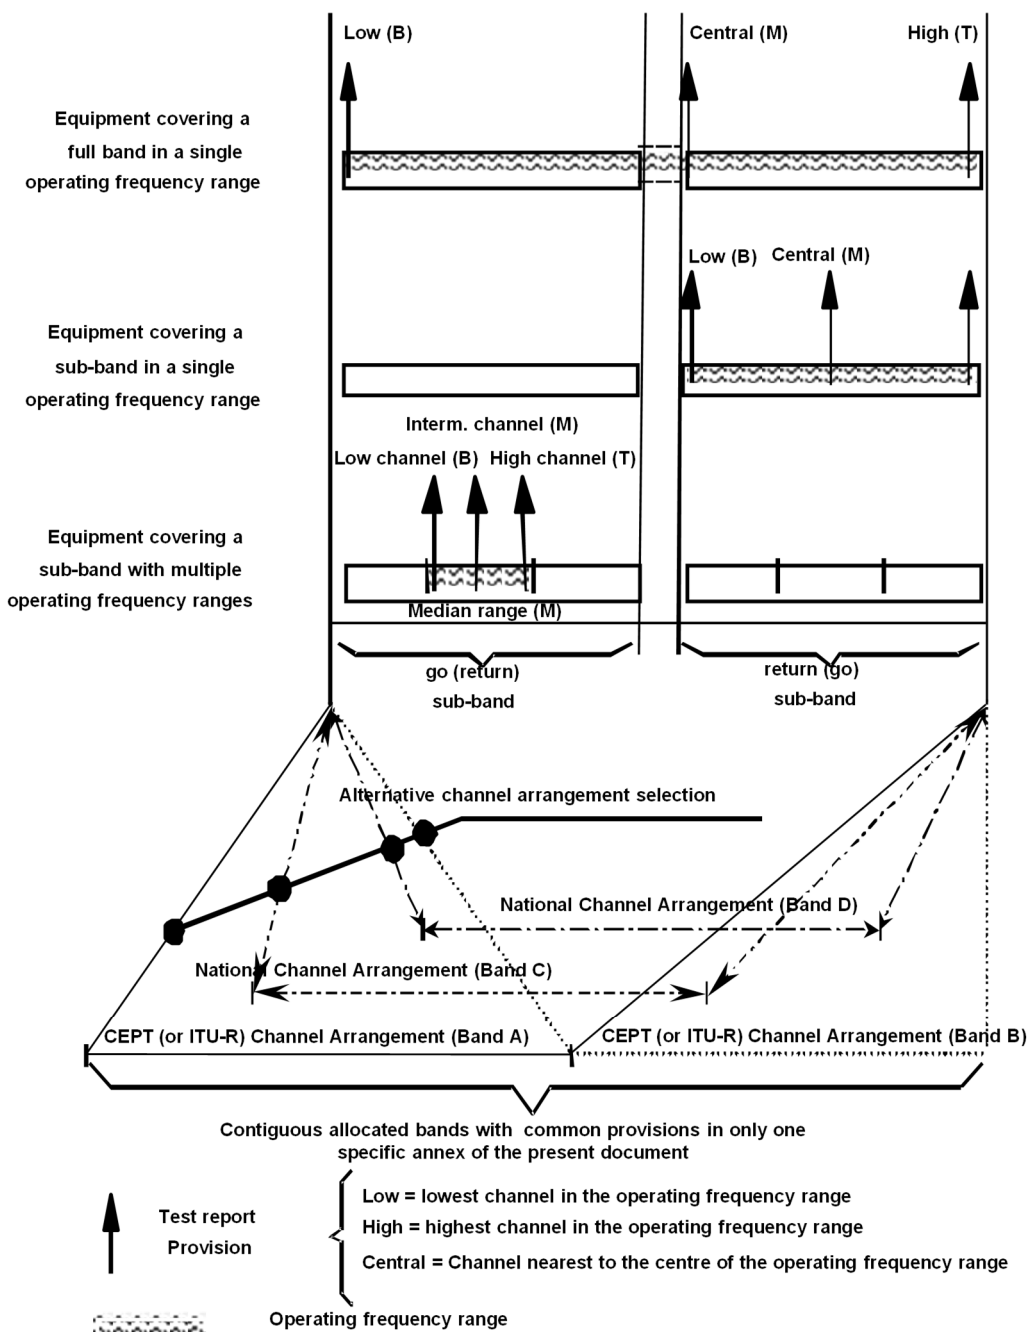 Low (B)
Central (M)
High (T)
Equipment covering a
full band in a single
operating frequency range
Low (B)
Central (M)
Equipment covering a
sub-band in a single
operating frequency range
Interm. channel (M)
Low channel (B)
High channel (T)
Equipment covering a
sub-band with multiple
operating frequency ranges
Median range (M)
go (return)
sub-band
return (go)
sub-band
Alternative channel arrangement selection
National Channel Arrangement (Band D)
National Channel Arrangement (Band C)
CEPT (or ITU-R) Channel Arrangement (Band A)
CEPT (or ITU-R) Channel Arrangement (Band B)
Contiguous allocated bands with common provisions in only one
specific annex of the present document
Test report
Provision
Low = lowest channel in the operating frequency range
High = highest channel in the operating frequency range
Central = Channel nearest to the centre of the operating frequency range
Operating frequency range